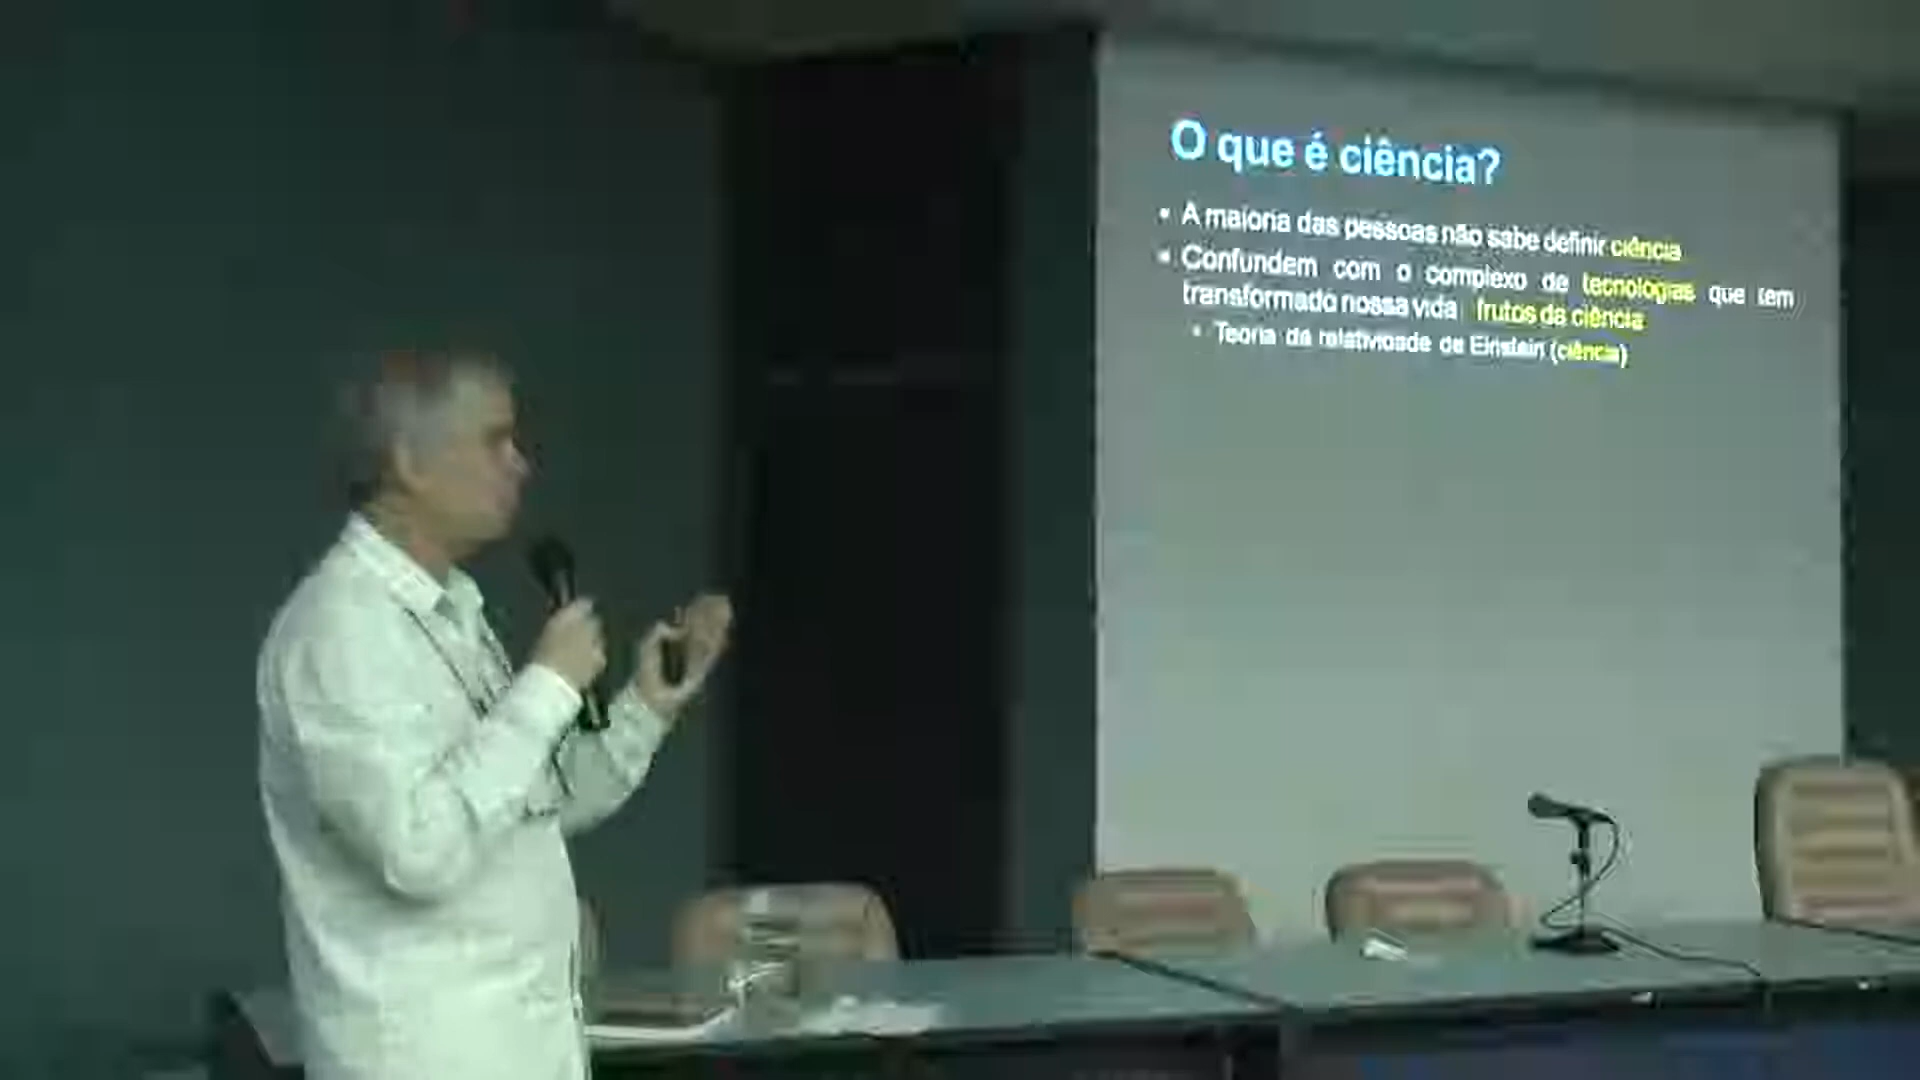 O que é ciência?
• A maioria das pessoas não sabe definir ciência
• Confundem com o complexo de tecnologias que tem
transformado nossa vida frutos da ciência
• Teoria da relatividade de Einstein (ciência)